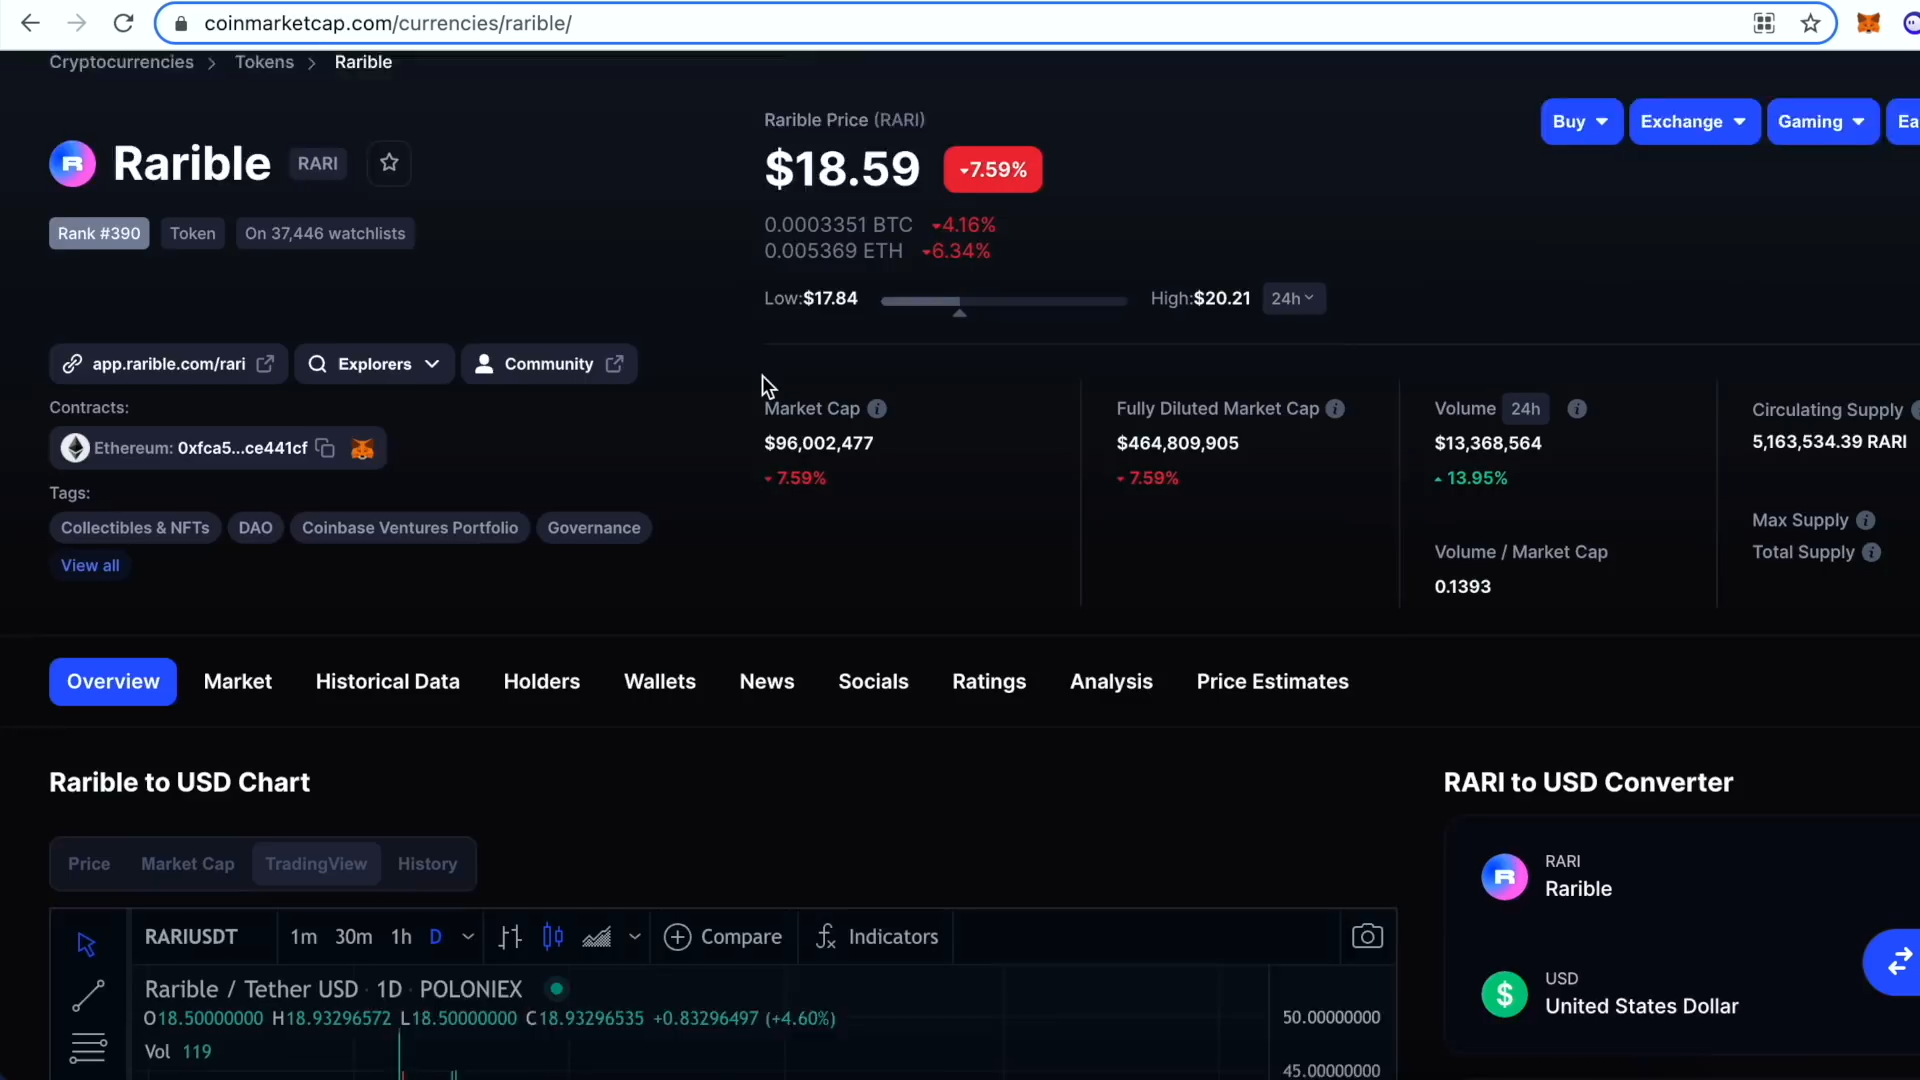 coinmarketcap.com/currencies/rarible/
Cryptocurrencies > Tokens > Rarible
Rarible RARI
Rank #390 Token On 37,446 watchlists
app.rarible.com/rari Explorers Community
Contracts:
Ethereum: 0xfca5...ce441cf
Tags:
Collectibles & NFTs DAO Coinbase Ventures Portfolio Governance
View all
Rarible Price (RARI)
$18.59 7.59%
0.0003351 BTC 4.16%
0.005369 ETH 6.34%
Low:$17.84 High:$20.21 24h
Buy Exchange Gaming
Market Cap
$96,002,477
7.59%
Fully Diluted Market Cap
$464,809,905
7.59%
Volume 24h
$13,368,564
13.95%
Volume / Market Cap
0.1393
Circulating Supply
5,163,534.39 RARI
Max Supply
Total Supply
Overview Market Historical Data Holders Wallets News Socials Ratings Analysis Price Estimates
Rarible to USD Chart
Price Market Cap TradingView History
RARIUSDT 1m 30m 1h D Compare Indicators
Rarible / Tether USD · 1D · POLONIEX
O18.50000000 H18.93296572 L18.50000000 C18.93296535 +0.83296497 (+4.60%)
Vol 119
50.00000000
45.00000000
RARI to USD Converter
RARI
Rarible
USD
United States Dollar